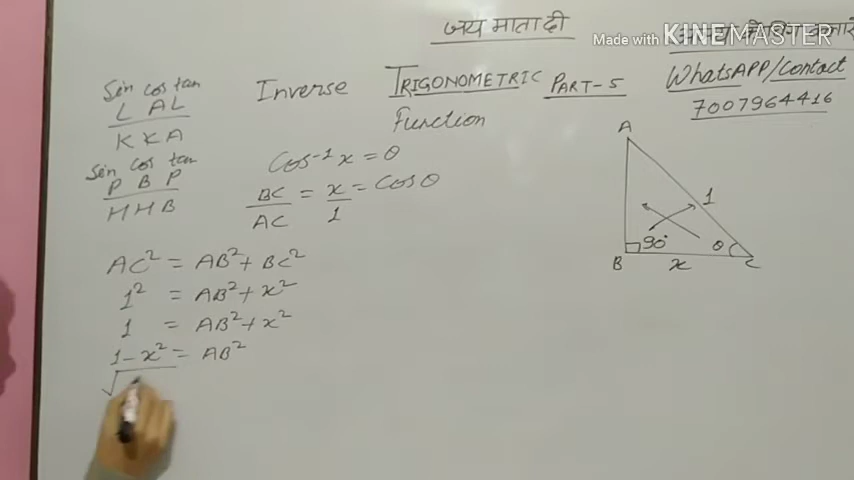 जय माता दी
Made with KINEMASTER
WhatsAPP/Contact
7007964416
Inverse TRIGONOMETRIC PART-5
Function
Sin cos tan
L A L
K K A
Sin cos tan
P B P
H H B
Cos⁻¹ x = θ
BC/AC = x/1 = Cos θ
AC² = AB² + BC²
1² = AB² + x²
1 = AB² + x²
1 - x² = AB²
√
A
1
90°
θ
B
x
C